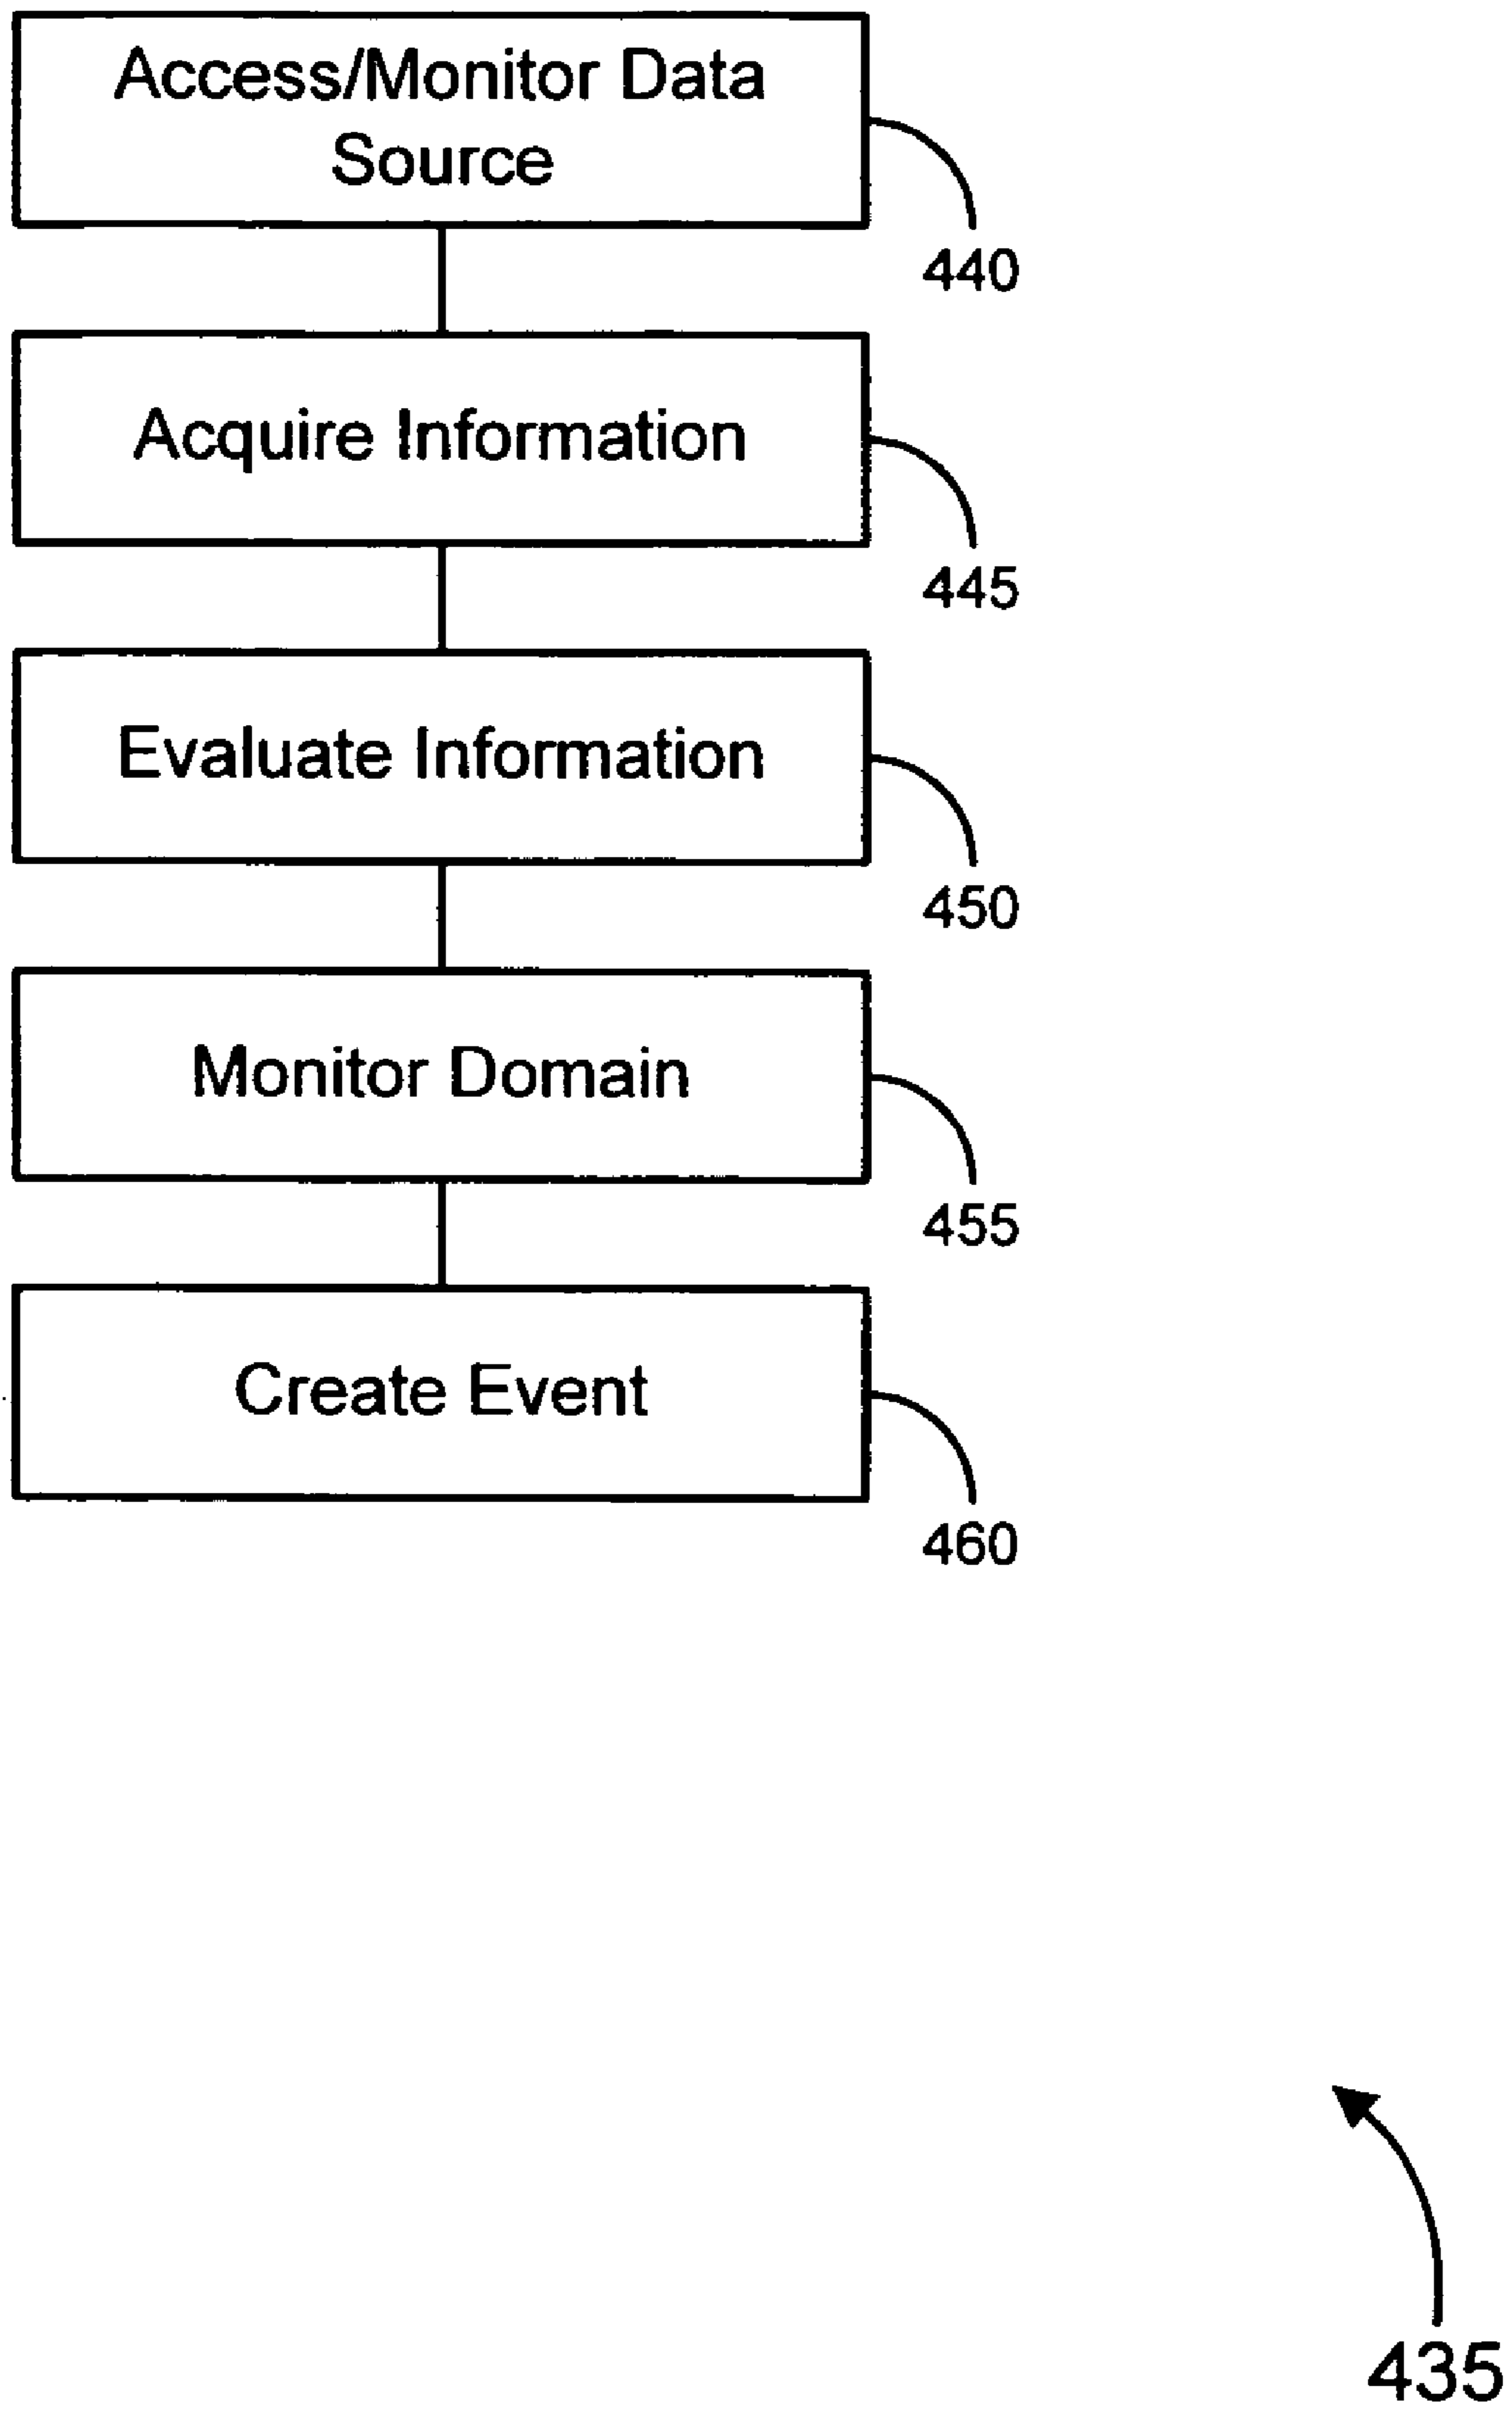 Access/Monitor Data
Source
440
Acquire Information
445
Evaluate Information
450
Monitor Domain
455
Create Event
460
435